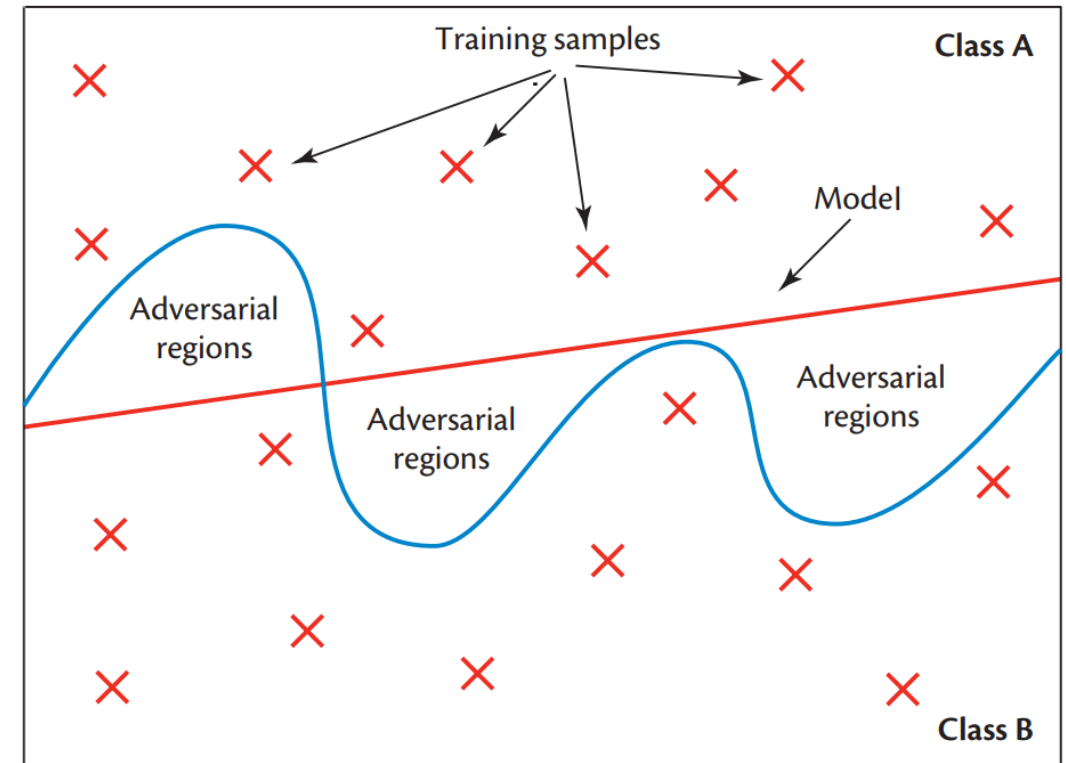 Training samples
Class A
Model
Adversarial
regions
Adversarial
regions
Adversarial
regions
Class B